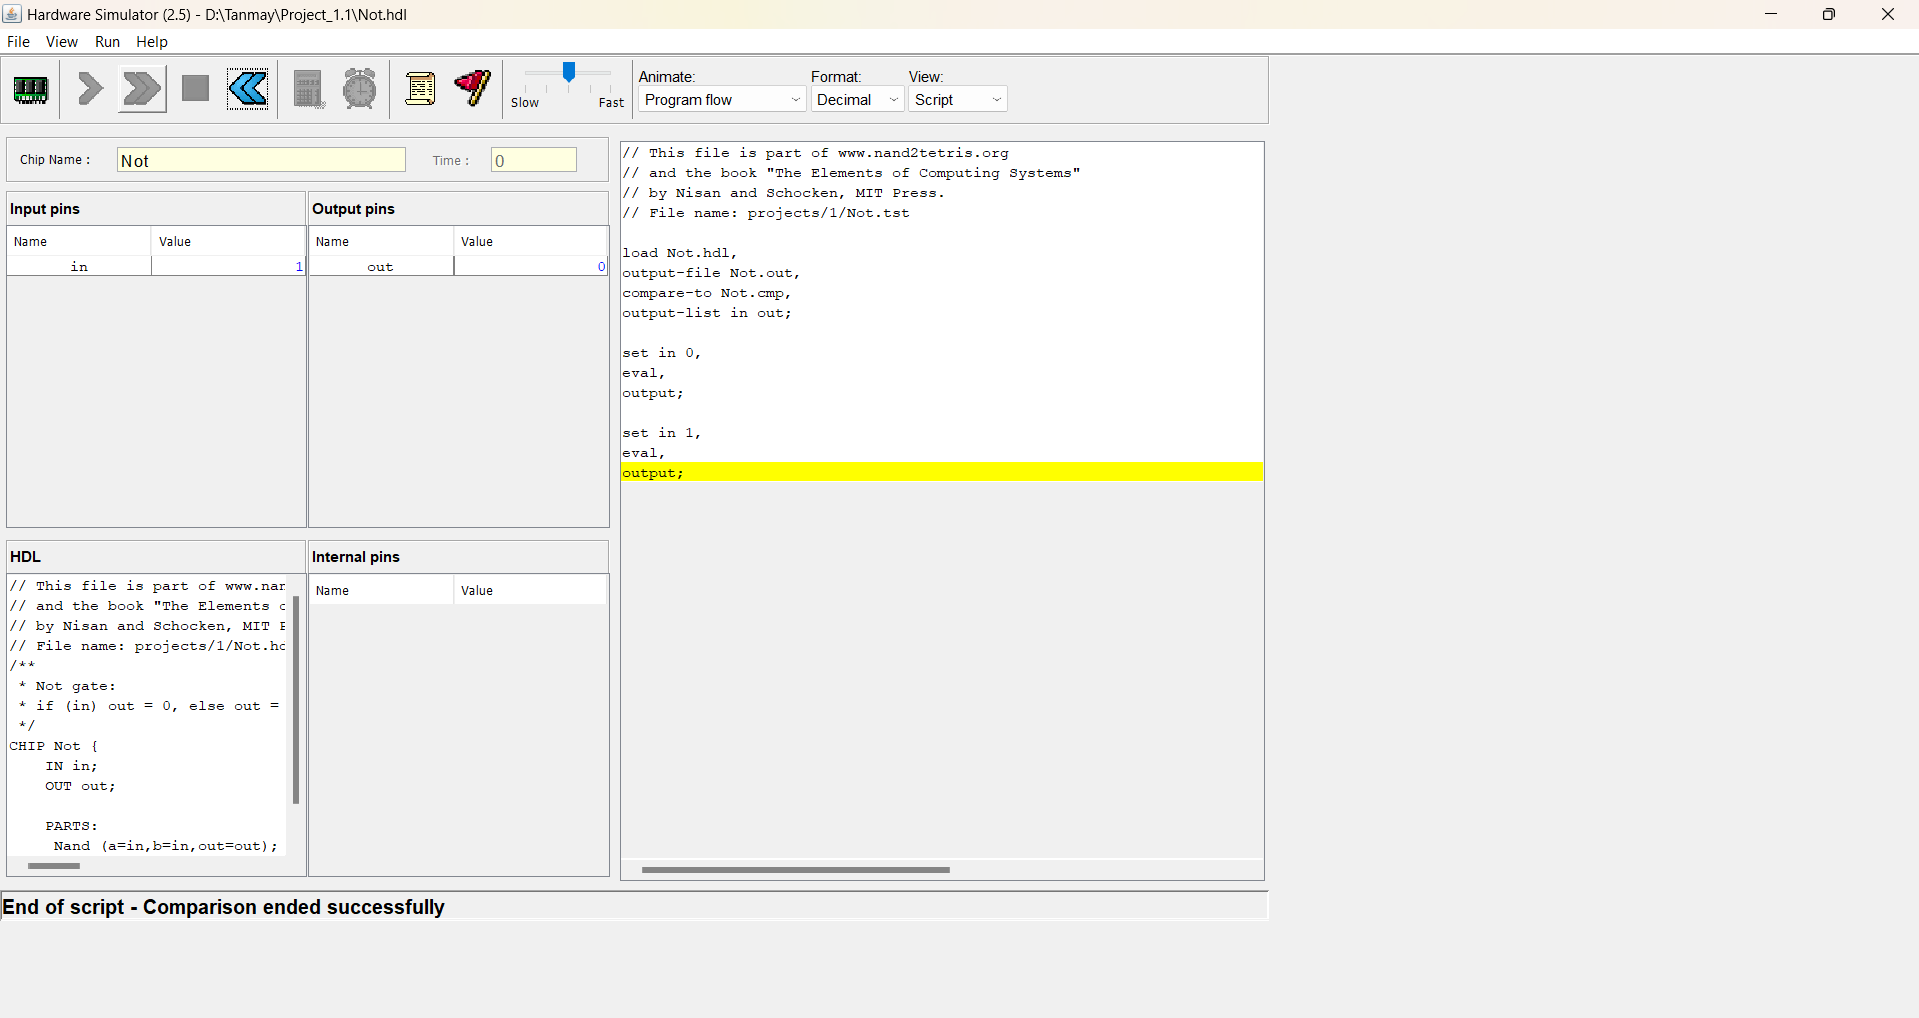 Hardware Simulator (2.5) - D:\Tanmay\Project_1.1\Not.hdl
File View Run Help
Slow Fast
Animate: Format: View:
Program flow Decimal Script
Chip Name : Not Time : 0
Input pins
Name Value
in 1
Output pins
Name Value
out 0
HDL
// This file is part of www.nan
// and the book "The Elements c
// by Nisan and Schocken, MIT P
// File name: projects/1/Not.hd
/**
* Not gate:
* if (in) out = 0, else out =
*/
CHIP Not {
IN in;
OUT out;
PARTS:
Nand (a=in,b=in,out=out);
Internal pins
Name Value
// This file is part of www.nand2tetris.org
// and the book "The Elements of Computing Systems"
// by Nisan and Schocken, MIT Press.
// File name: projects/1/Not.tst
load Not.hdl,
output-file Not.out,
compare-to Not.cmp,
output-list in out;
set in 0,
eval,
output;
set in 1,
eval,
output;
End of script - Comparison ended successfully